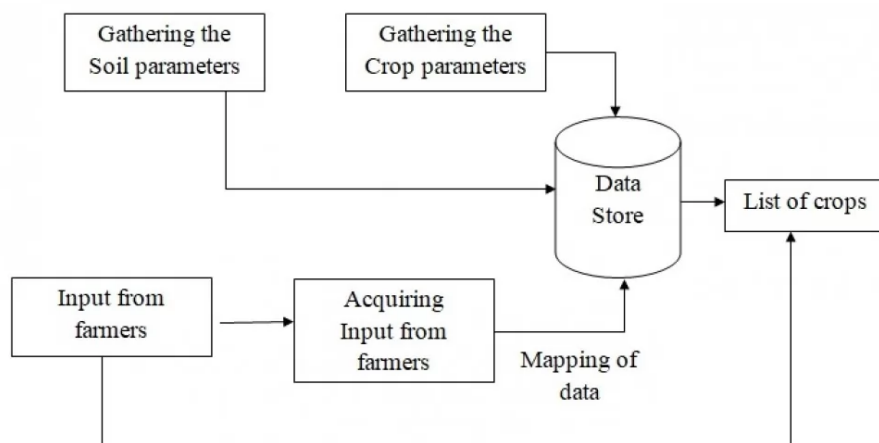 Gathering the
Soil parameters
Gathering the
Crop parameters
Data
Store
List of crops
Input from
farmers
Acquiring
Input from
farmers
Mapping of
data